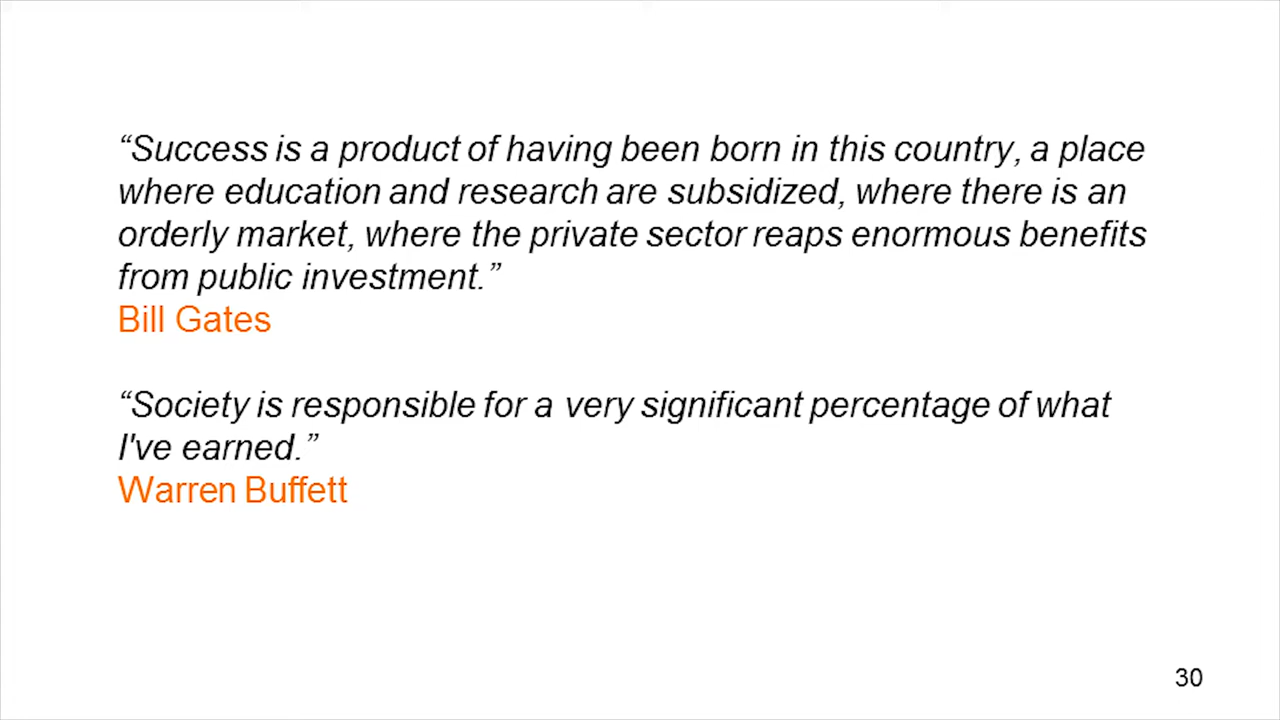 “Success is a product of having been born in this country, a place
where education and research are subsidized, where there is an
orderly market, where the private sector reaps enormous benefits
from public investment.”
Bill Gates
“Society is responsible for a very significant percentage of what
I've earned.”
Warren Buffett
30